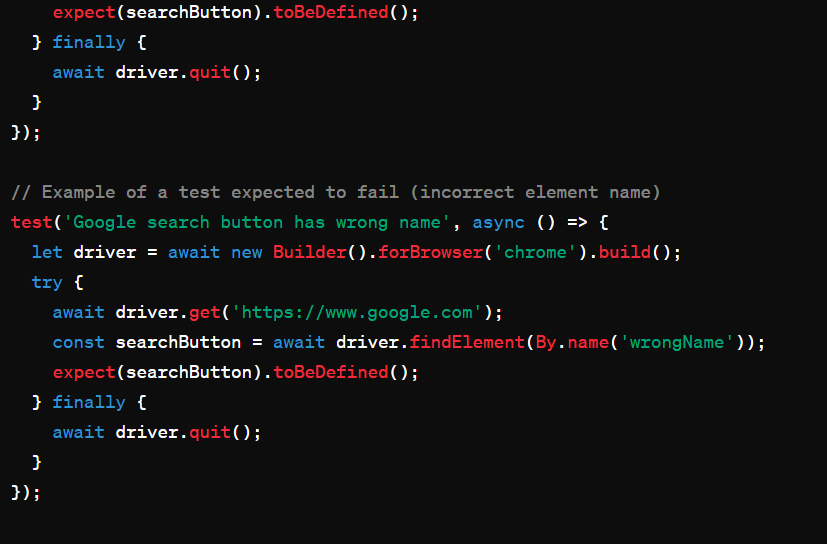 expect(searchButton).toBeDefined();
} finally {
await driver.quit();
}
});
// Example of a test expected to fail (incorrect element name)
test('Google search button has wrong name', async () => {
let driver = await new Builder().forBrowser('chrome').build();
try {
await driver.get('https://www.google.com');
const searchButton = await driver.findElement(By.name('wrongName'));
expect(searchButton).toBeDefined();
} finally {
await driver.quit();
}
});